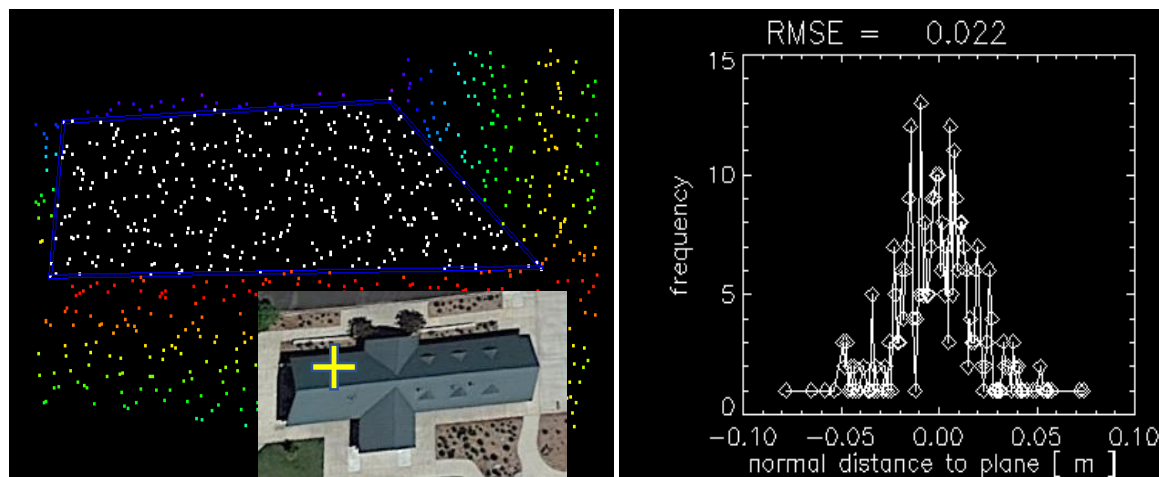 RMSE = 0.022
15
10
5
0
frequency
-0.10 -0.05 0.00 0.05 0.10
normal distance to plane [ m ]